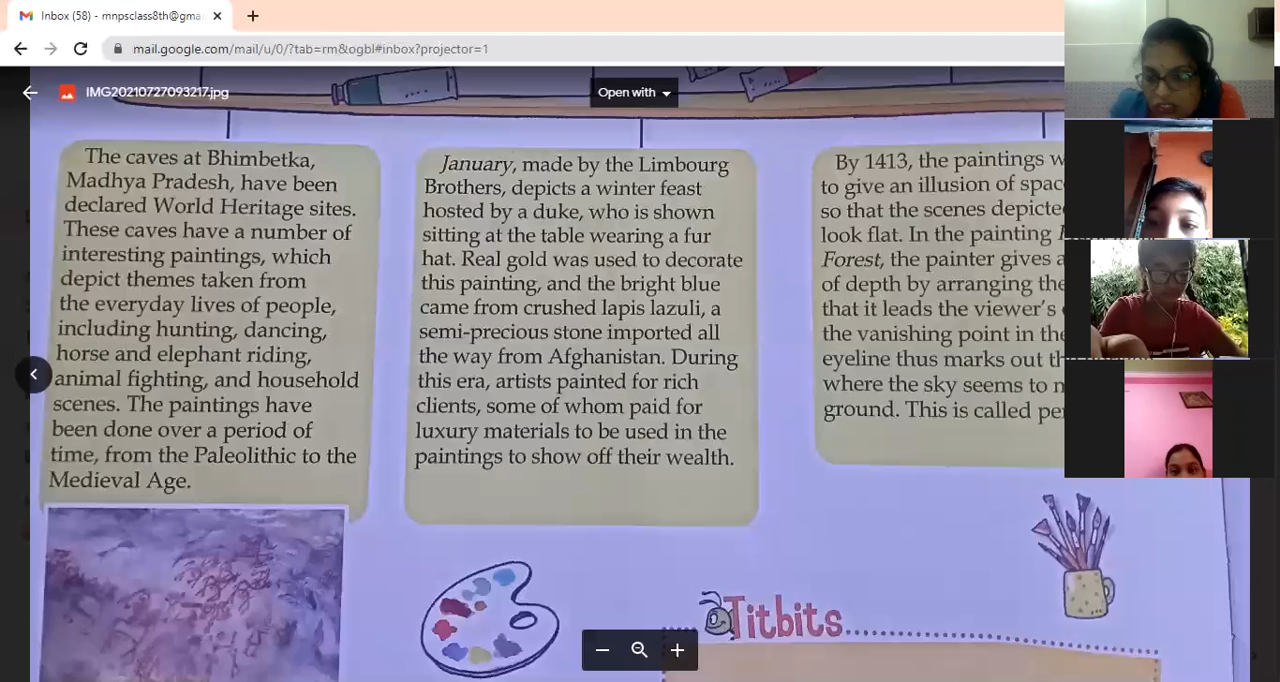 Inbox (58) - mnpsclass8th@gma
mail.google.com/mail/u/0/?tab=rm&ogbl#inbox?projector=1
IMG20210727093217.jpg
Open with
The caves at Bhimbetka,
Madhya Pradesh, have been
declared World Heritage sites.
These caves have a number of
interesting paintings, which
depict themes taken from
the everyday lives of people,
including hunting, dancing,
horse and elephant riding,
animal fighting, and household
scenes. The paintings have
been done over a period of
time, from the Paleolithic to the
Medieval Age.
January, made by the Limbourg
Brothers, depicts a winter feast
hosted by a duke, who is shown
sitting at the table wearing a fur
hat. Real gold was used to decorate
this painting, and the bright blue
came from crushed lapis lazuli, a
semi-precious stone imported all
the way from Afghanistan. During
this era, artists painted for rich
clients, some of whom paid for
luxury materials to be used in the
paintings to show off their wealth.
By 1413, the paintings
to give an illusion of
so that the scenes
look flat. In the painting
Forest, the painter gives
of depth by arranging the
that it leads the viewer's
the vanishing point in the
eyeline thus marks out
where the sky seems to
ground. This is called
Titbits